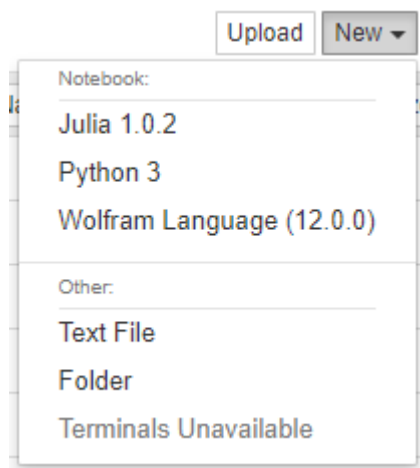 Upload New
Notebook:
Julia 1.0.2
Python 3
Wolfram Language (12.0.0)
Other:
Text File
Folder
Terminals Unavailable